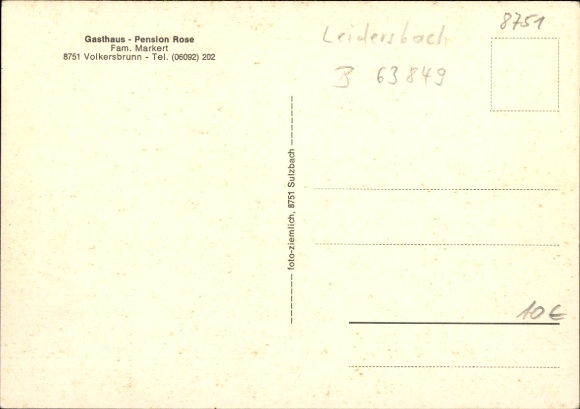 Gasthaus - Pension Rose
Fam. Markert
8751 Volkersbrunn - Tel. (06092) 202
Leidersbach
B 63849
8751
foto-ziemlich, 8751 Sulzbach
10€